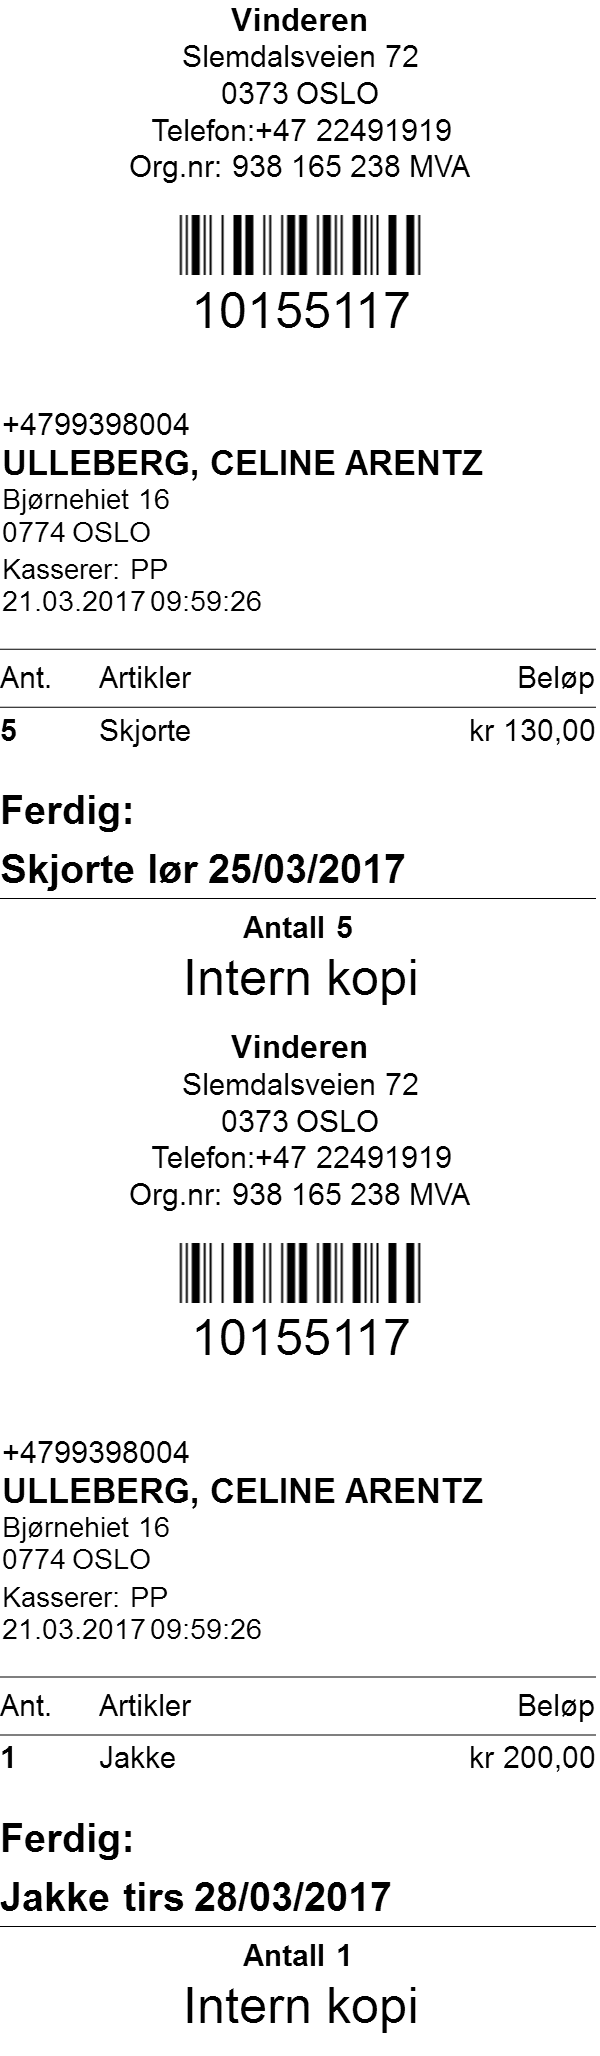 Vinderen
Slemdalsveien 72
0373 OSLO
Telefon:+47 22491919
Org.nr: 938 165 238 MVA
10155117
+4799398004
ULLEBERG, CELINE ARENTZ
Bjørnehiet 16
0774 OSLO
Kasserer: PP
21.03.2017 09:59:26
Ant. Artikler Beløp
5 Skjorte kr 130,00
Ferdig:
Skjorte lør 25/03/2017
Antall 5
Intern kopi
Vinderen
Slemdalsveien 72
0373 OSLO
Telefon:+47 22491919
Org.nr: 938 165 238 MVA
10155117
+4799398004
ULLEBERG, CELINE ARENTZ
Bjørnehiet 16
0774 OSLO
Kasserer: PP
21.03.2017 09:59:26
Ant. Artikler Beløp
1 Jakke kr 200,00
Ferdig:
Jakke tirs 28/03/2017
Antall 1
Intern kopi